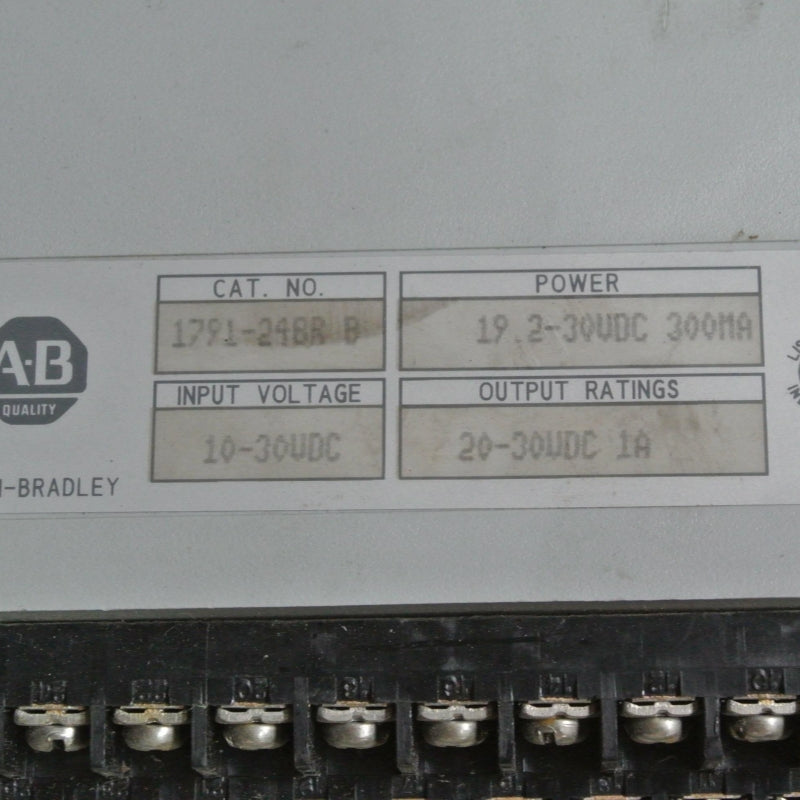 CAT. NO.
1791-24BR B
POWER
19.2-30VDC 300MA
A-B
QUALITY
INPUT VOLTAGE
10-30VDC
OUTPUT RATINGS
20-30VDC 1A
-BRADLEY